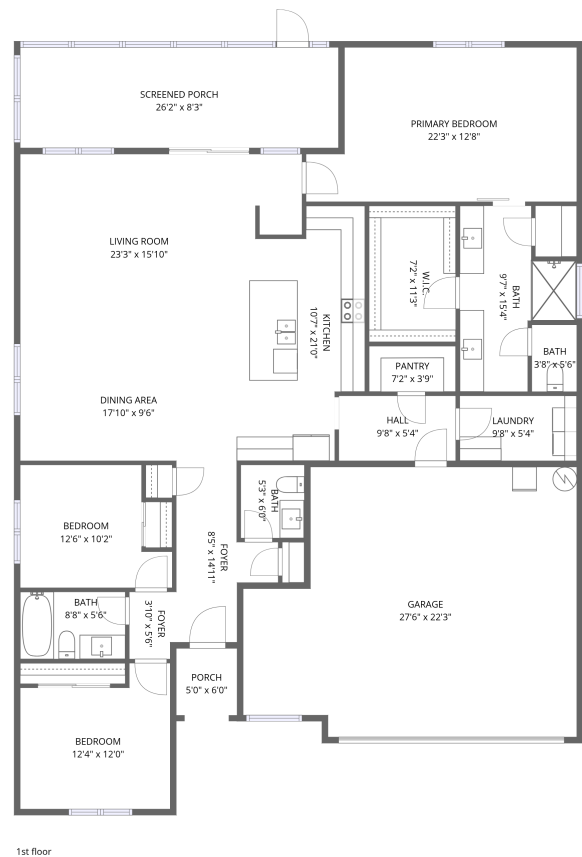 SCREENED PORCH
26'2" x 8'3"
PRIMARY BEDROOM
22'3" x 12'8"
LIVING ROOM
23'3" x 15'10"
W.I.C.
7'2" x 11'3"
BATH
9'7" x 15'4"
KITCHEN
10'7" x 21'0"
BATH
3'8" x 5'6"
PANTRY
7'2" x 3'9"
DINING AREA
17'10" x 9'6"
HALL
9'8" x 5'4"
LAUNDRY
9'8" x 5'4"
BATH
5'3" x 6'0"
BEDROOM
12'6" x 10'2"
FOYER
8'5" x 14'11"
BATH
8'8" x 5'6"
FOYER
3'10" x 5'6"
GARAGE
27'6" x 22'3"
PORCH
5'0" x 6'0"
BEDROOM
12'4" x 12'0"
1st floor